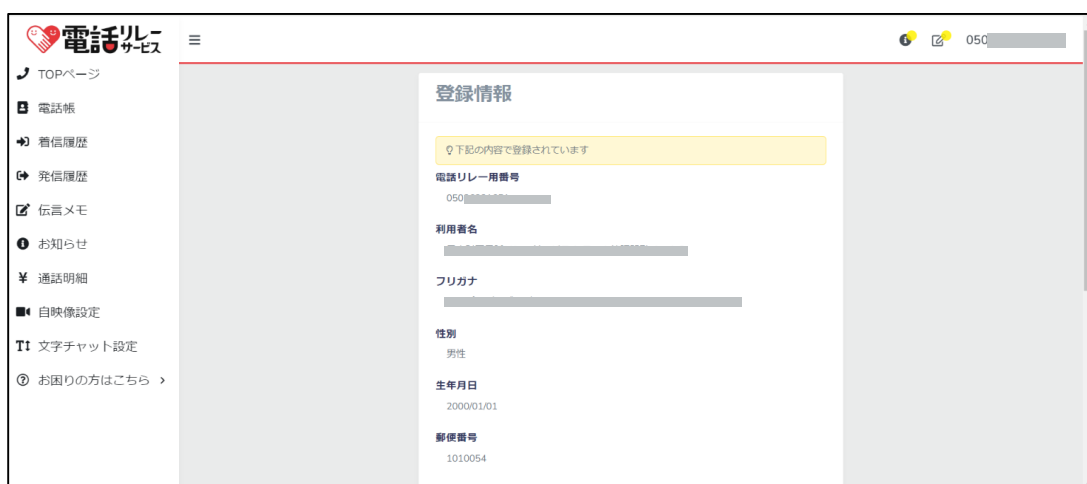 電話リレー
サービス
050
TOPページ
電話帳
着信履歴
発信履歴
伝言メモ
お知らせ
通話明細
自映像設定
文字チャット設定
お困りの方はこちら
登録情報
下記の内容で登録されています
電話リレー用番号
050
利用者名
フリガナ
性別
男性
生年月日
2000/01/01
郵便番号
1010054